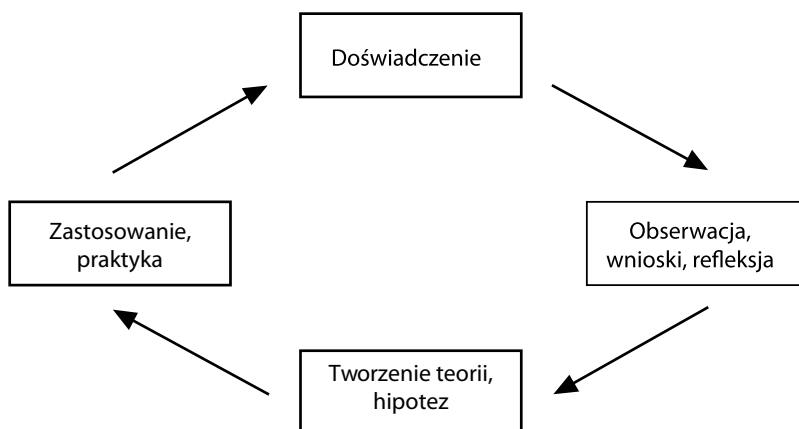 Doświadczenie
Obserwacja,
wnioski, refleksja
Tworzenie teorii,
hipotez
Zastosowanie,
praktyka